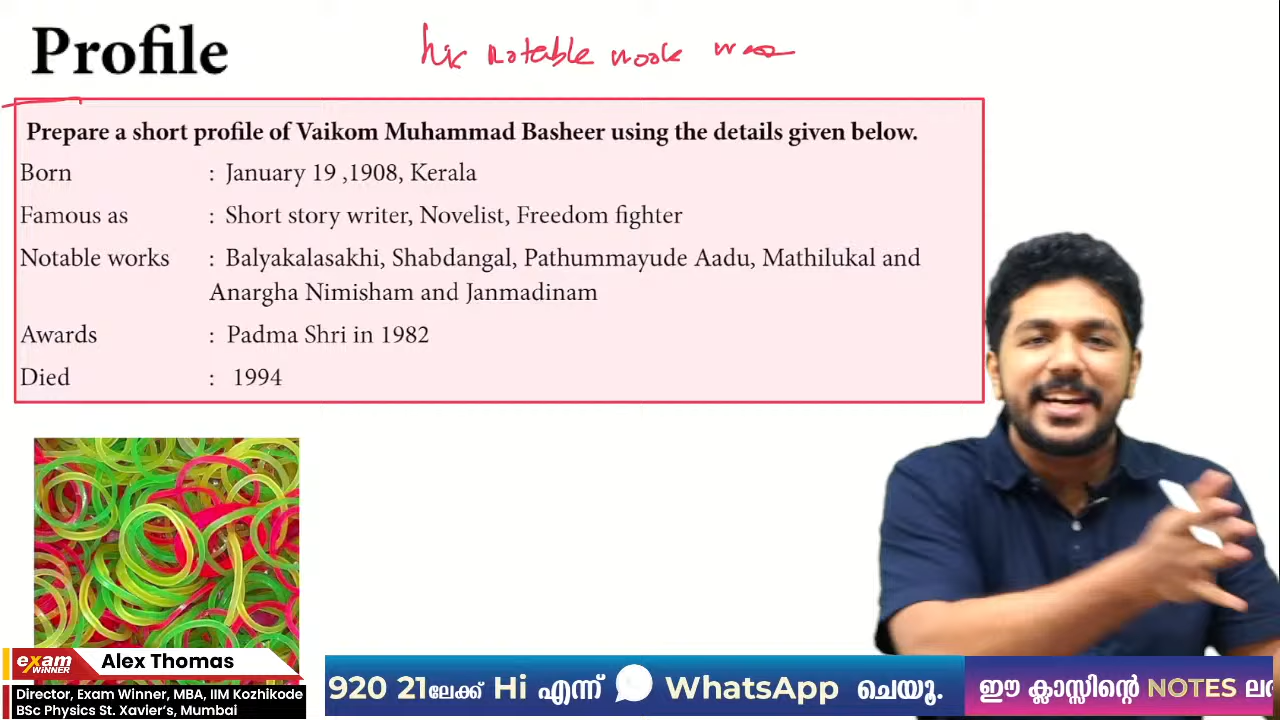 Profile
his notable work was
Prepare a short profile of Vaikom Muhammad Basheer using the details given below.
Born : January 19 ,1908, Kerala
Famous as : Short story writer, Novelist, Freedom fighter
Notable works : Balyakalasakhi, Shabdangal, Pathummayude Aadu, Mathilukal and
Anargha Nimisham and Janmadinam
Awards : Padma Shri in 1982
Died : 1994
exam WINNER
Alex Thomas
Director, Exam Winner, MBA, IIM Kozhikode
BSc Physics St. Xavier's, Mumbai
920 21ലേക്ക് Hi എന്ന് WhatsApp ചെയൂ.
ഈ ക്ലാസ്സിന്റെ NOTES